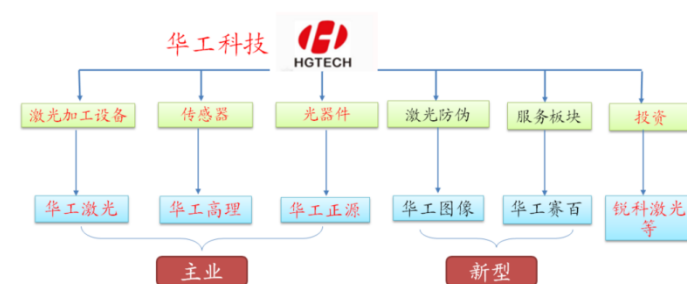 华工科技
HGTECH
激光加工设备 传感器 光器件 激光防伪 服务板块 投资
华工激光 华工高理 华工正源 华工图像 华工赛百 锐科激光
等
主业 新型